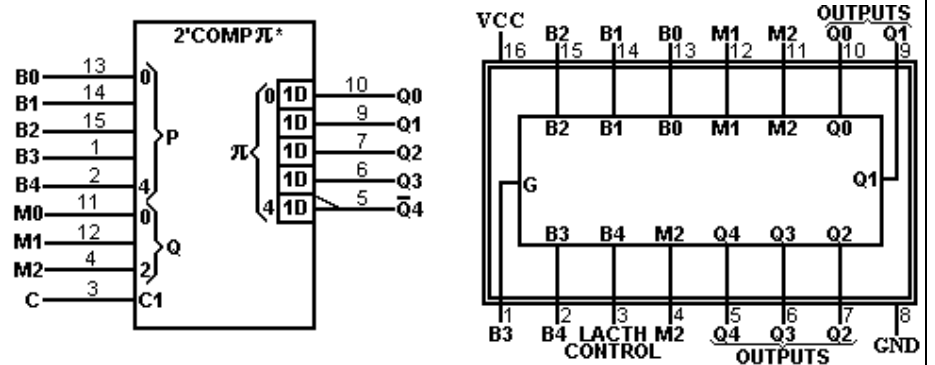 2'COMPπ*
B0 13 0
B1 14
B2 15
P
B3 1
B4 2 4
M0 11 0
M1 12
Q
M2 4 2
C 3 C1
0 1D 10 Q0
1D 9 Q1
π 1D 7 Q2
1D 6 Q3
4 1D 5 Q̅4
OUTPUTS
VCC B2 B1 B0 M1 M2 Q0 Q1
16 15 14 13 12 11 10 9
B2 B1 B0 M1 M2 Q0
G Q1
B3 B4 M2 Q4 Q3 Q2
1 2 3 4 5 6 7 8
B3 B4 LACTH M2 Q4 Q3 Q2 GND
CONTROL
OUTPUTS